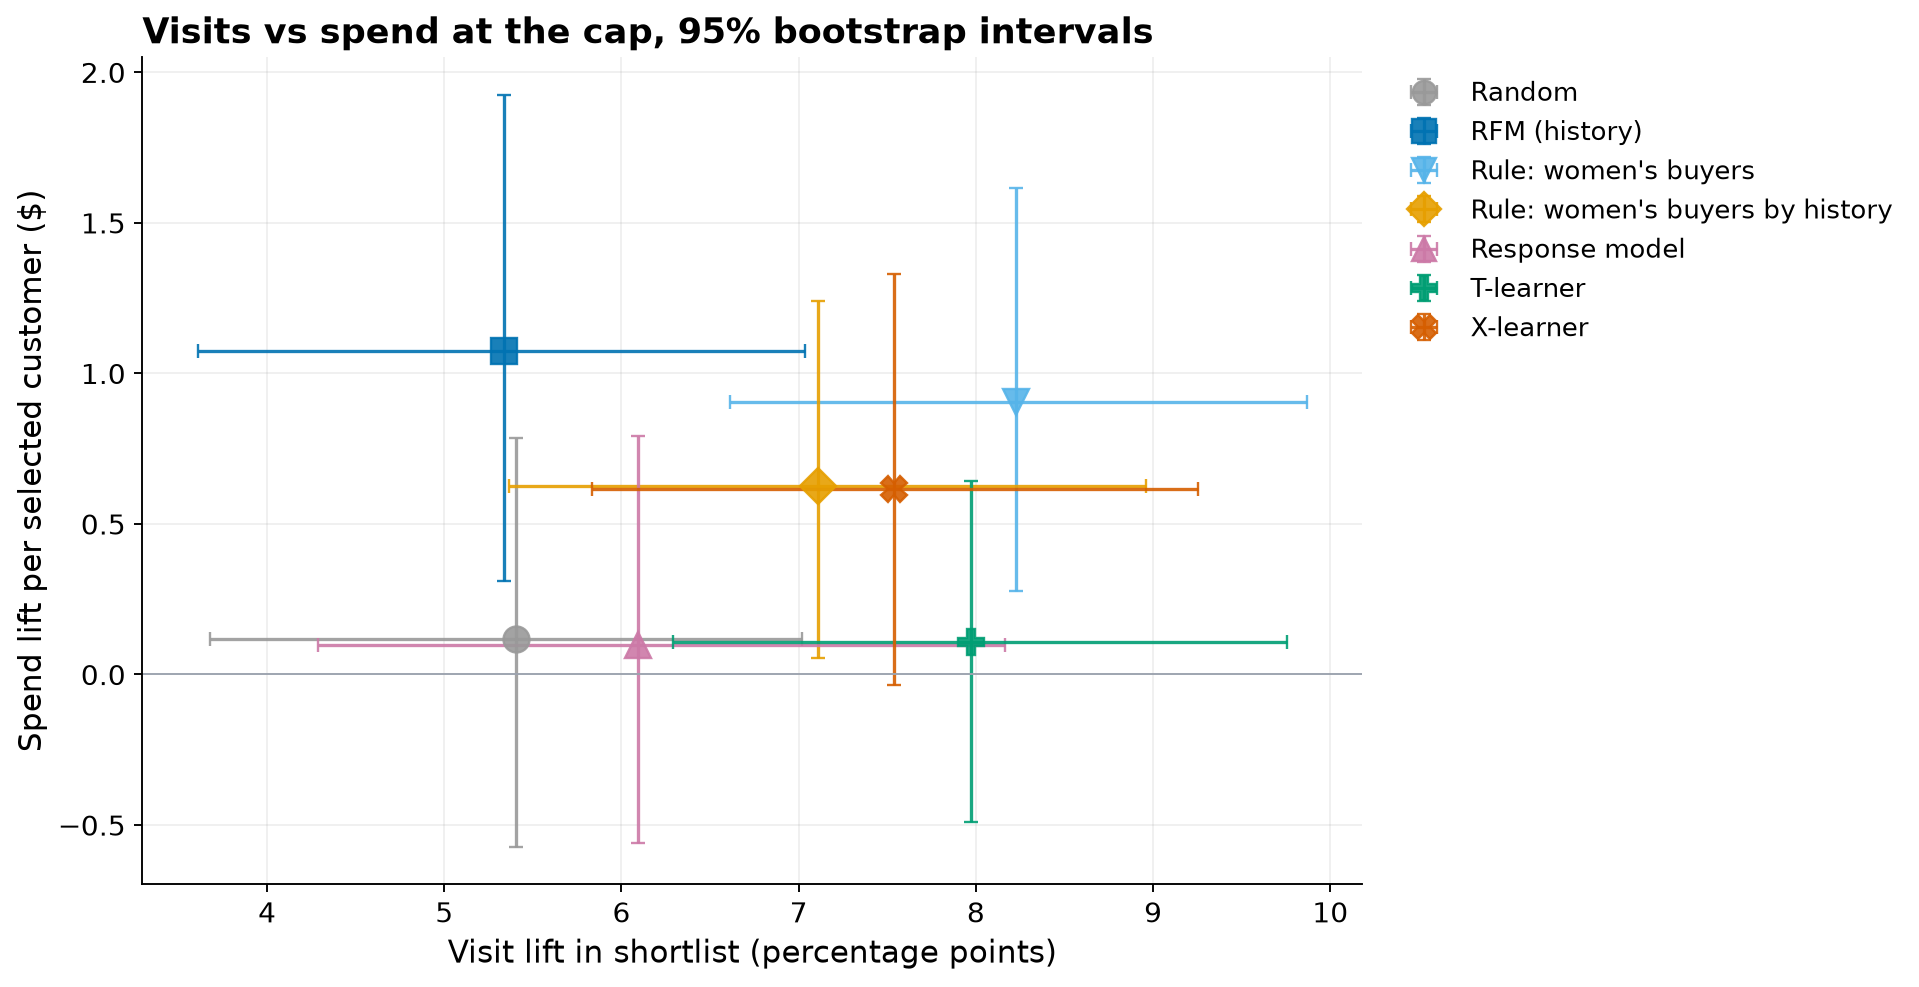 Visits vs spend at the cap, 95% bootstrap intervals
Spend lift per selected customer ($)
2.0
1.5
1.0
0.5
0.0
−0.5
4 5 6 7 8 9 10
Visit lift in shortlist (percentage points)
Random
RFM (history)
Rule: women's buyers
Rule: women's buyers by history
Response model
T-learner
X-learner